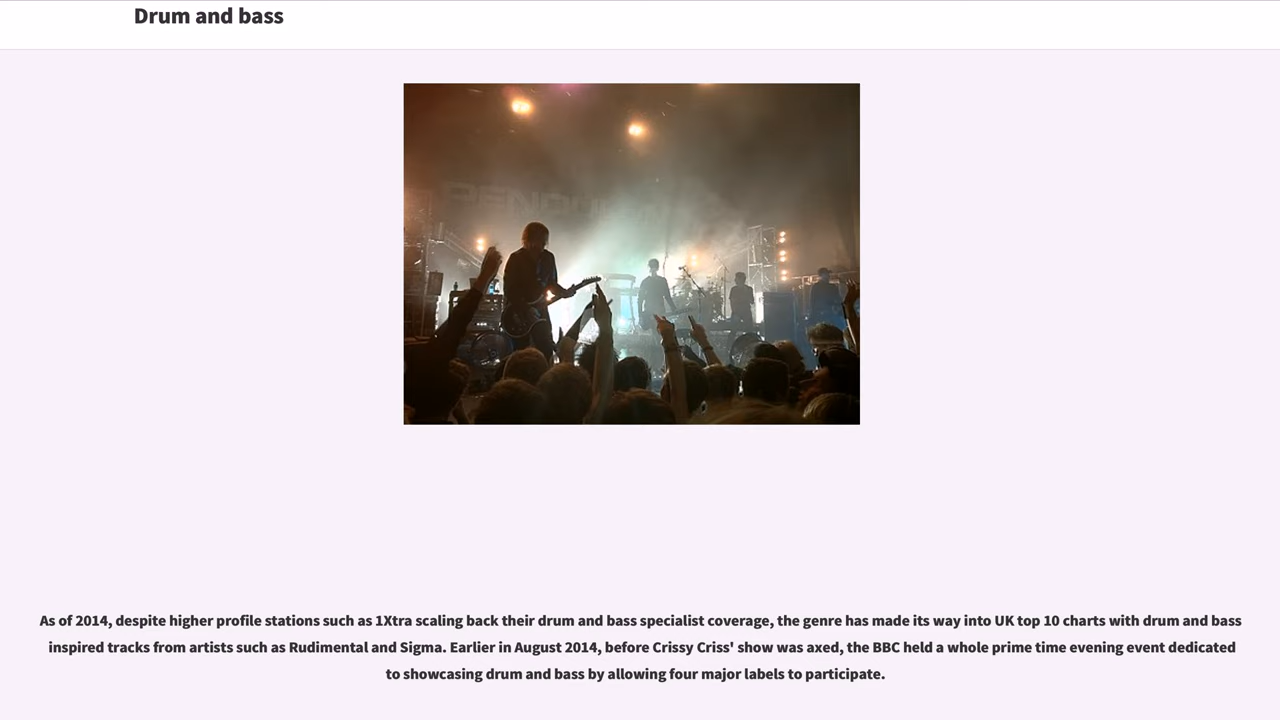 Drum and bass
As of 2014, despite higher profile stations such as 1Xtra scaling back their drum and bass specialist coverage, the genre has made its way into UK top 10 charts with drum and bass
inspired tracks from artists such as Rudimental and Sigma. Earlier in August 2014, before Crissy Criss' show was axed, the BBC held a whole prime time evening event dedicated
to showcasing drum and bass by allowing four major labels to participate.